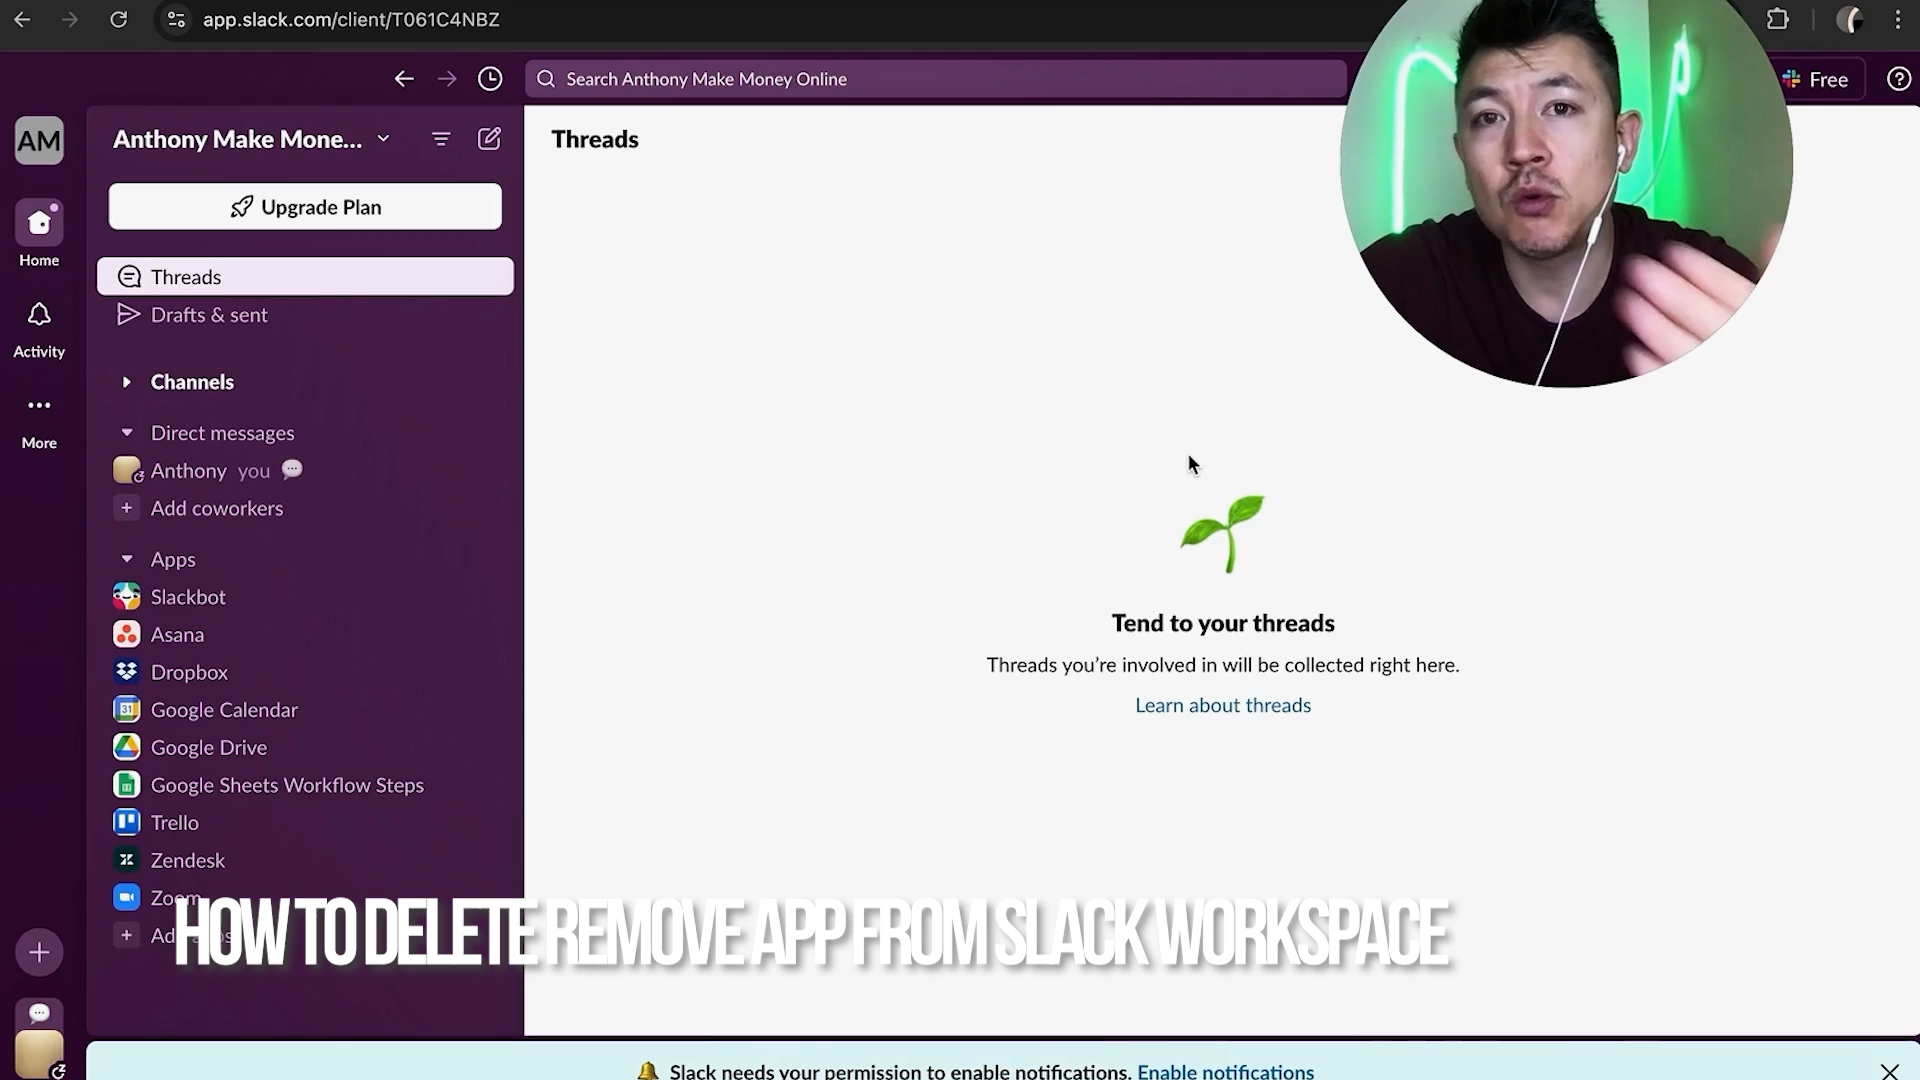 app.slack.com/client/T061C4NBZ
Search Anthony Make Money Online
Free
AM
Anthony Make Mone...
Threads
Upgrade Plan
Home
Threads
Drafts & sent
Activity
Channels
More
Direct messages
Anthony you
Add coworkers
Apps
Slackbot
Asana
Tend to your threads
Dropbox
Threads you’re involved in will be collected right here.
Google Calendar
31
Learn about threads
Google Drive
Google Sheets Workflow Steps
Trello
Zendesk
Zoom
HOW TO DELETE REMOVE APP FROM SLACK WORKSPACE
Slack needs your permission to enable notifications. Enable notifications